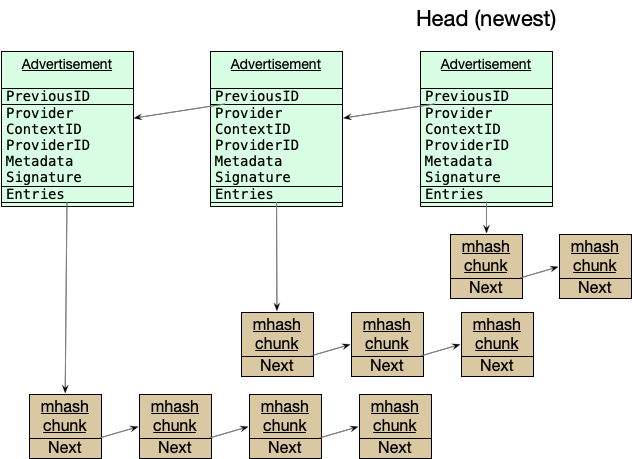 Head (newest)
Advertisement
PreviousID
Provider
ContextID
ProviderID
Metadata
Signature
Entries
Advertisement
PreviousID
Provider
ContextID
ProviderID
Metadata
Signature
Entries
Advertisement
PreviousID
Provider
ContextID
ProviderID
Metadata
Signature
Entries
mhash
chunk
Next
mhash
chunk
Next
mhash
chunk
Next
mhash
chunk
Next
mhash
chunk
Next
mhash
chunk
Next
mhash
chunk
Next
mhash
chunk
Next
mhash
chunk
Next